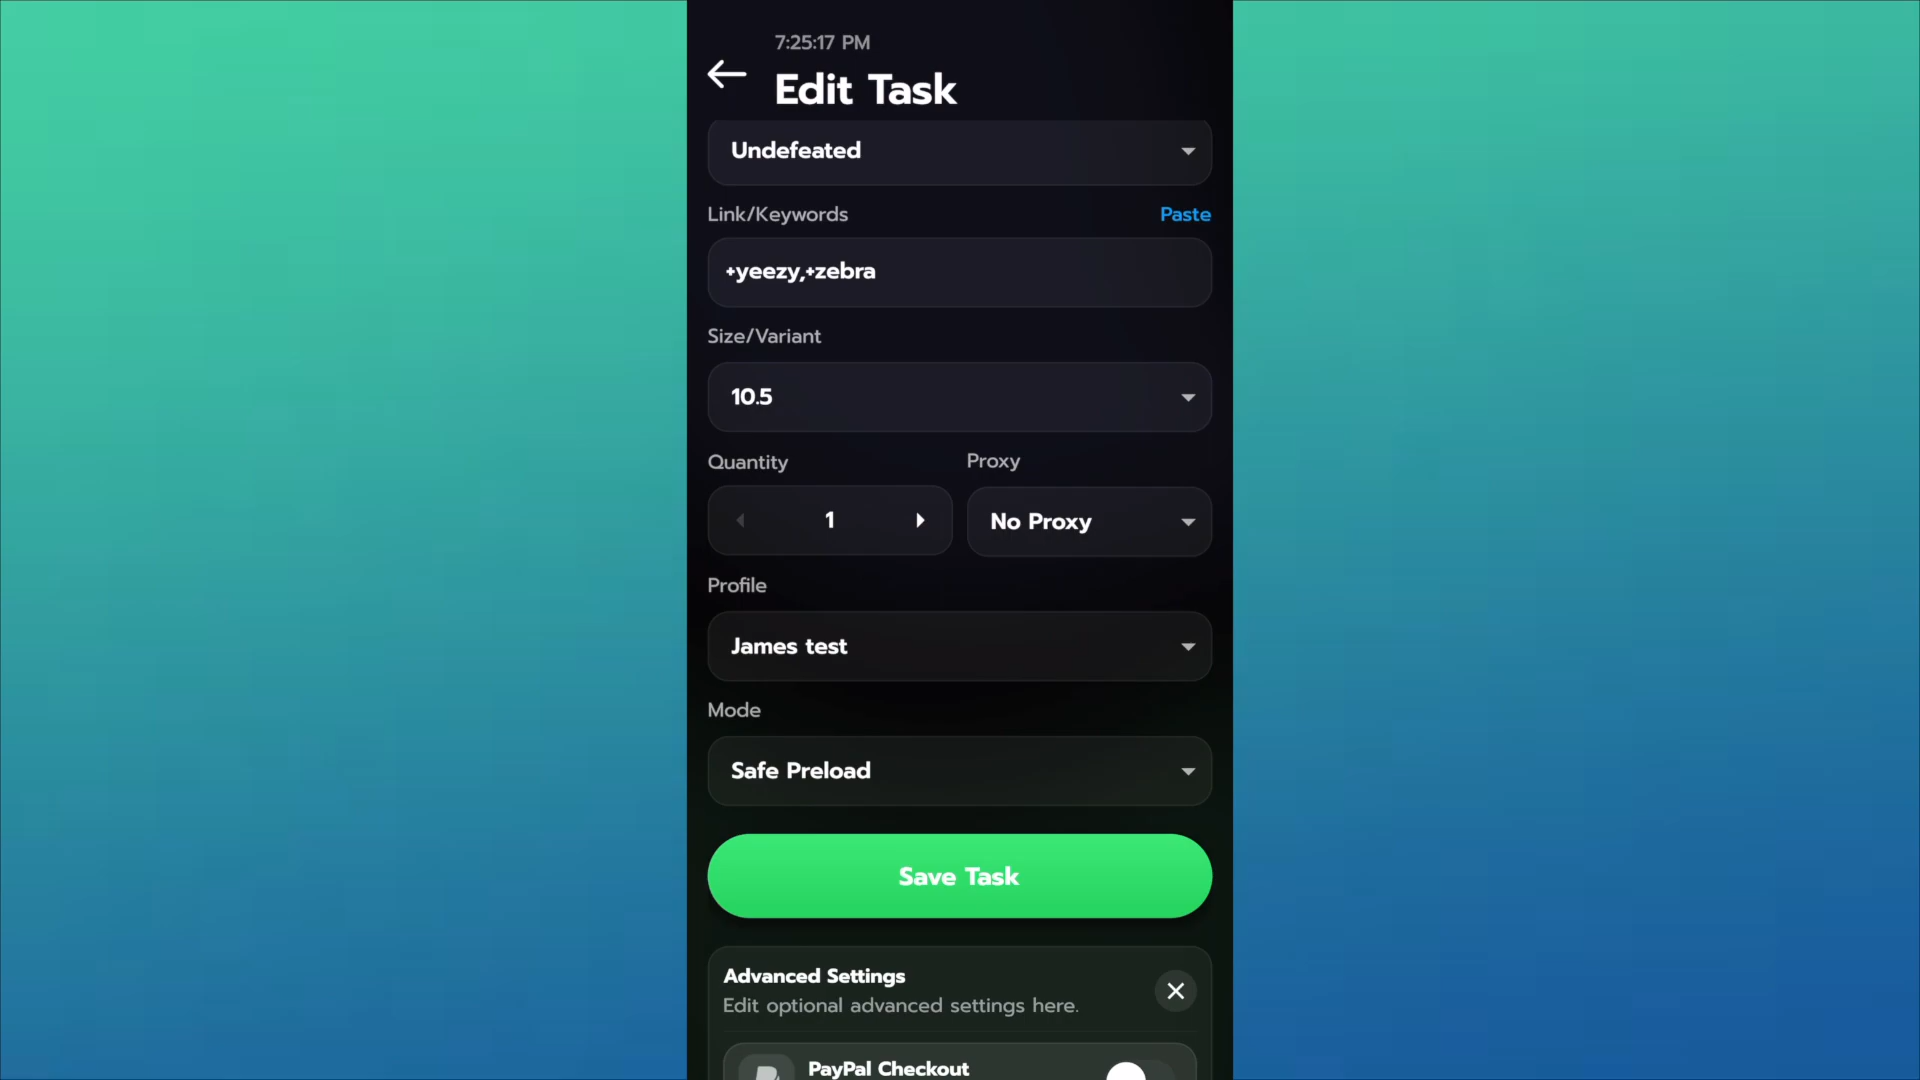 7:25:17 PM
Edit Task
Undefeated
Link/Keywords
Paste
+yeezy,+zebra
Size/Variant
10.5
Quantity
Proxy
1
No Proxy
Profile
James test
Mode
Safe Preload
Save Task
Advanced Settings
Edit optional advanced settings here.
PayPal Checkout